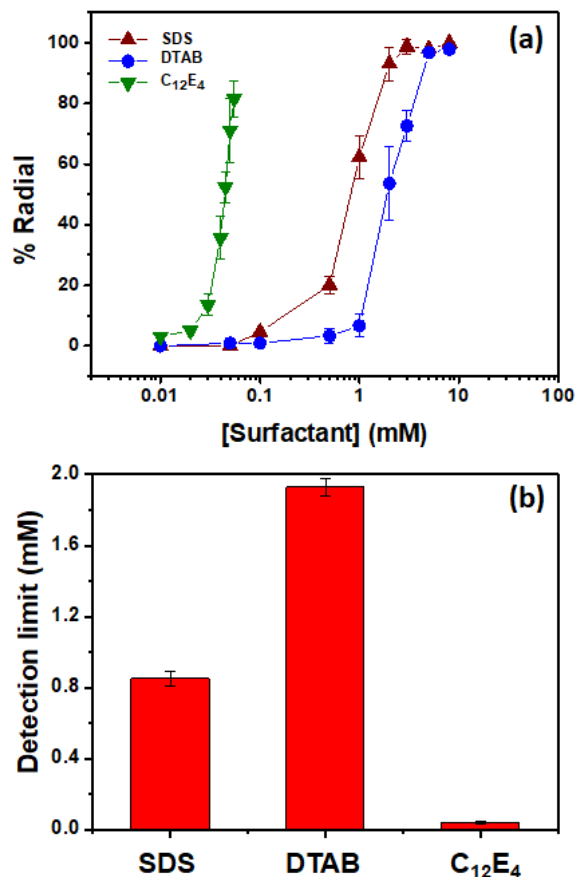 (a)
SDS
DTAB
C₁₂E₄
100
80
60
40
20
0
% Radial
0.01 0.1 1 10 100
[Surfactant] (mM)
(b)
2.0
1.6
1.2
0.8
0.4
0.0
Detection limit (mM)
SDS DTAB C₁₂E₄